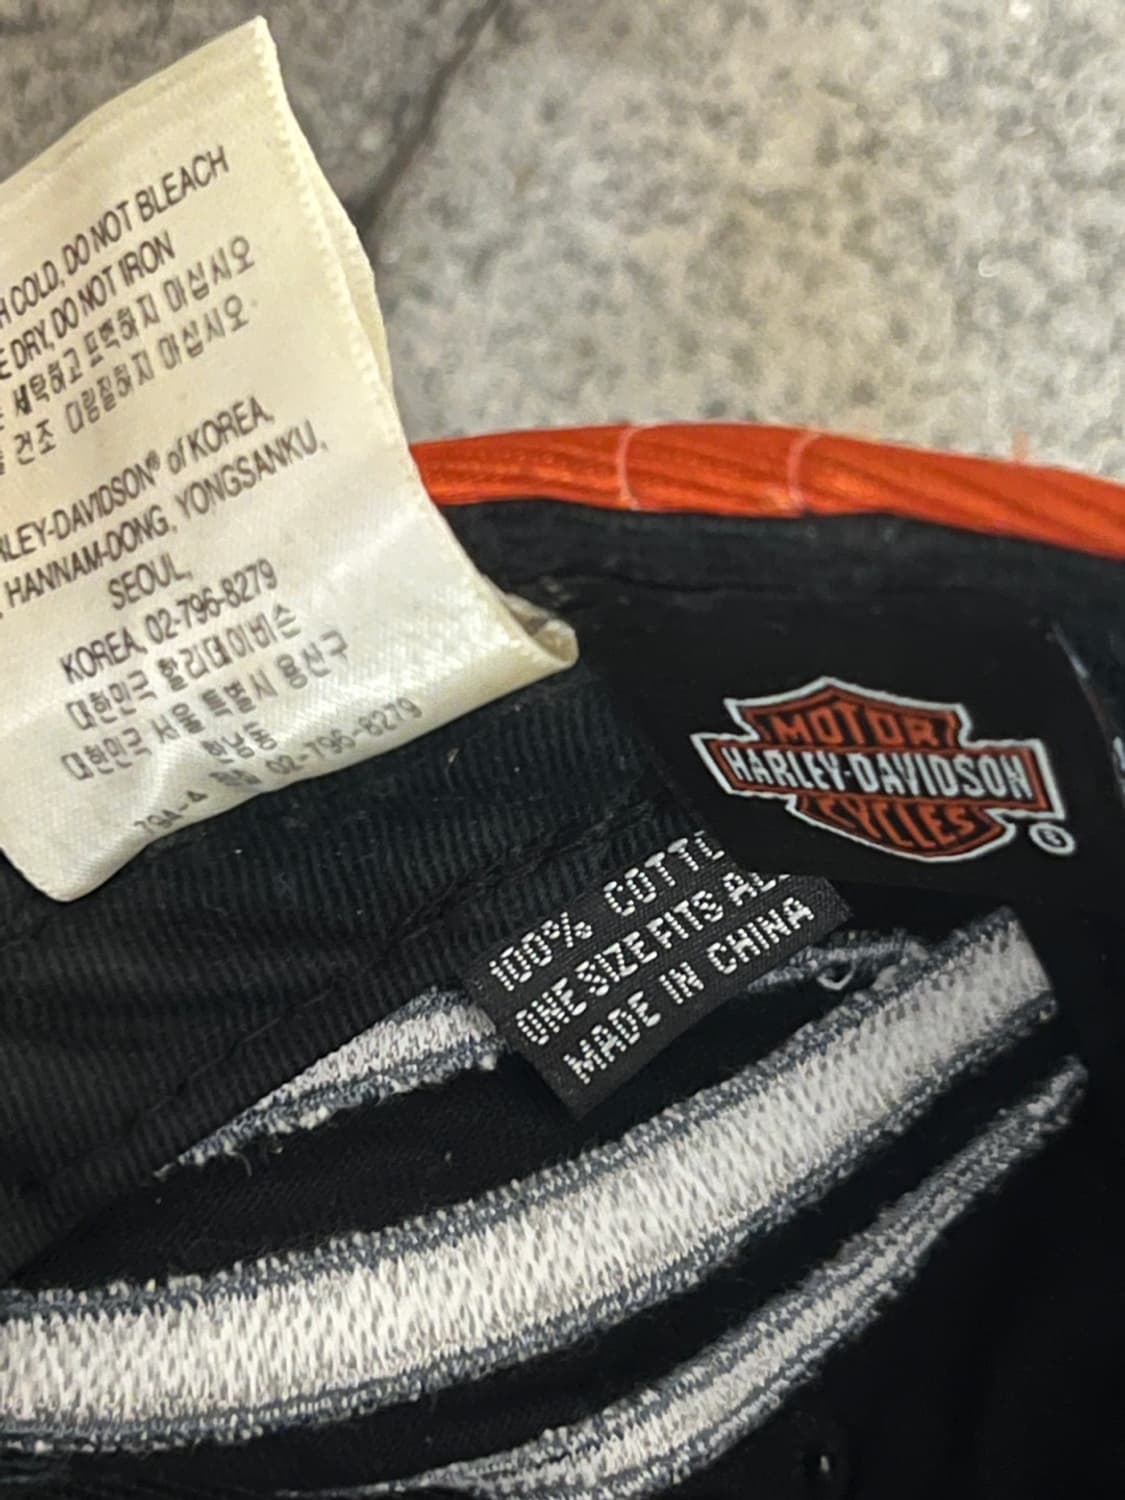 COLD, DO NOT BLEACH
DRY, DO NOT IRON
세탁하고 표백하지 마십시오
건조 다림질하지 마십시오
-DAVIDSON® of KOREA,
HANNAM-DONG, YONGSANKU,
SEOUL,
KOREA, 02-796-8279
대한민국 할리데이비슨
대한민국 서울 특별시 용산구
한남동
02-796-8279
MOTOR
HARLEY-DAVIDSON
CYCLES
®
100%
ONE SIZE FITS
MADE IN CHINA